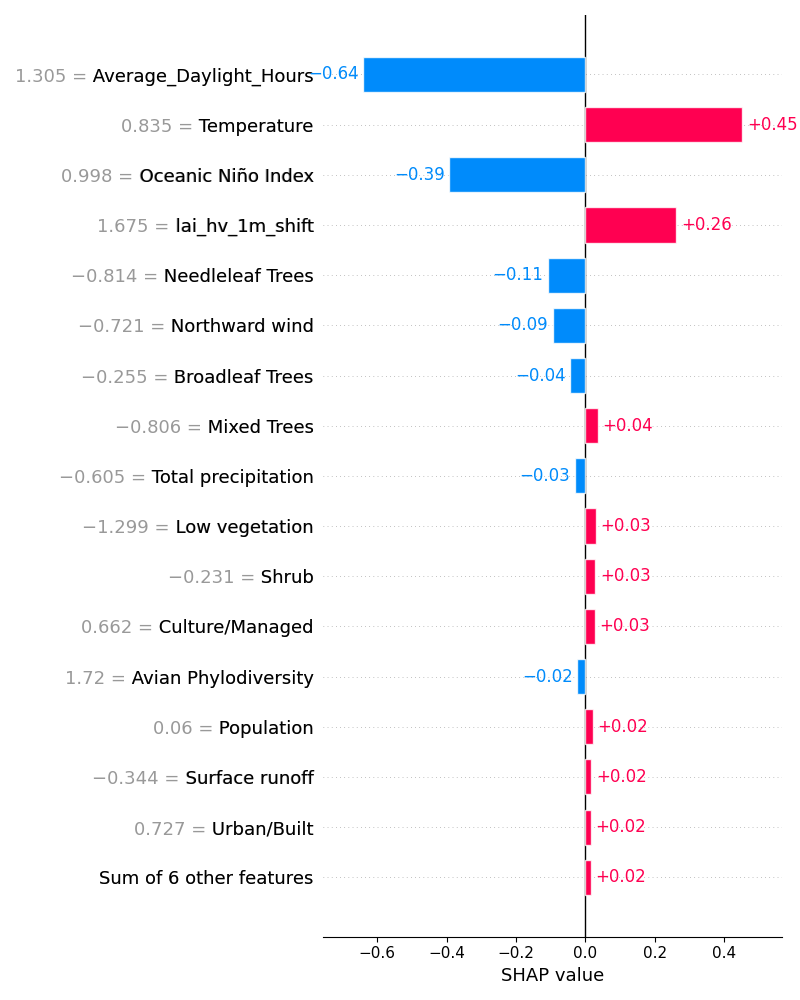 1.305 = Average_Daylight_Hours −0.64
0.835 = Temperature +0.45
0.998 = Oceanic Niño Index −0.39
1.675 = lai_hv_1m_shift +0.26
−0.814 = Needleleaf Trees −0.11
−0.721 = Northward wind −0.09
−0.255 = Broadleaf Trees −0.04
−0.806 = Mixed Trees +0.04
−0.605 = Total precipitation −0.03
−1.299 = Low vegetation +0.03
−0.231 = Shrub +0.03
0.662 = Culture/Managed +0.03
1.72 = Avian Phylodiversity −0.02
0.06 = Population +0.02
−0.344 = Surface runoff +0.02
0.727 = Urban/Built +0.02
Sum of 6 other features +0.02
−0.6 −0.4 −0.2 0.0 0.2 0.4
SHAP value